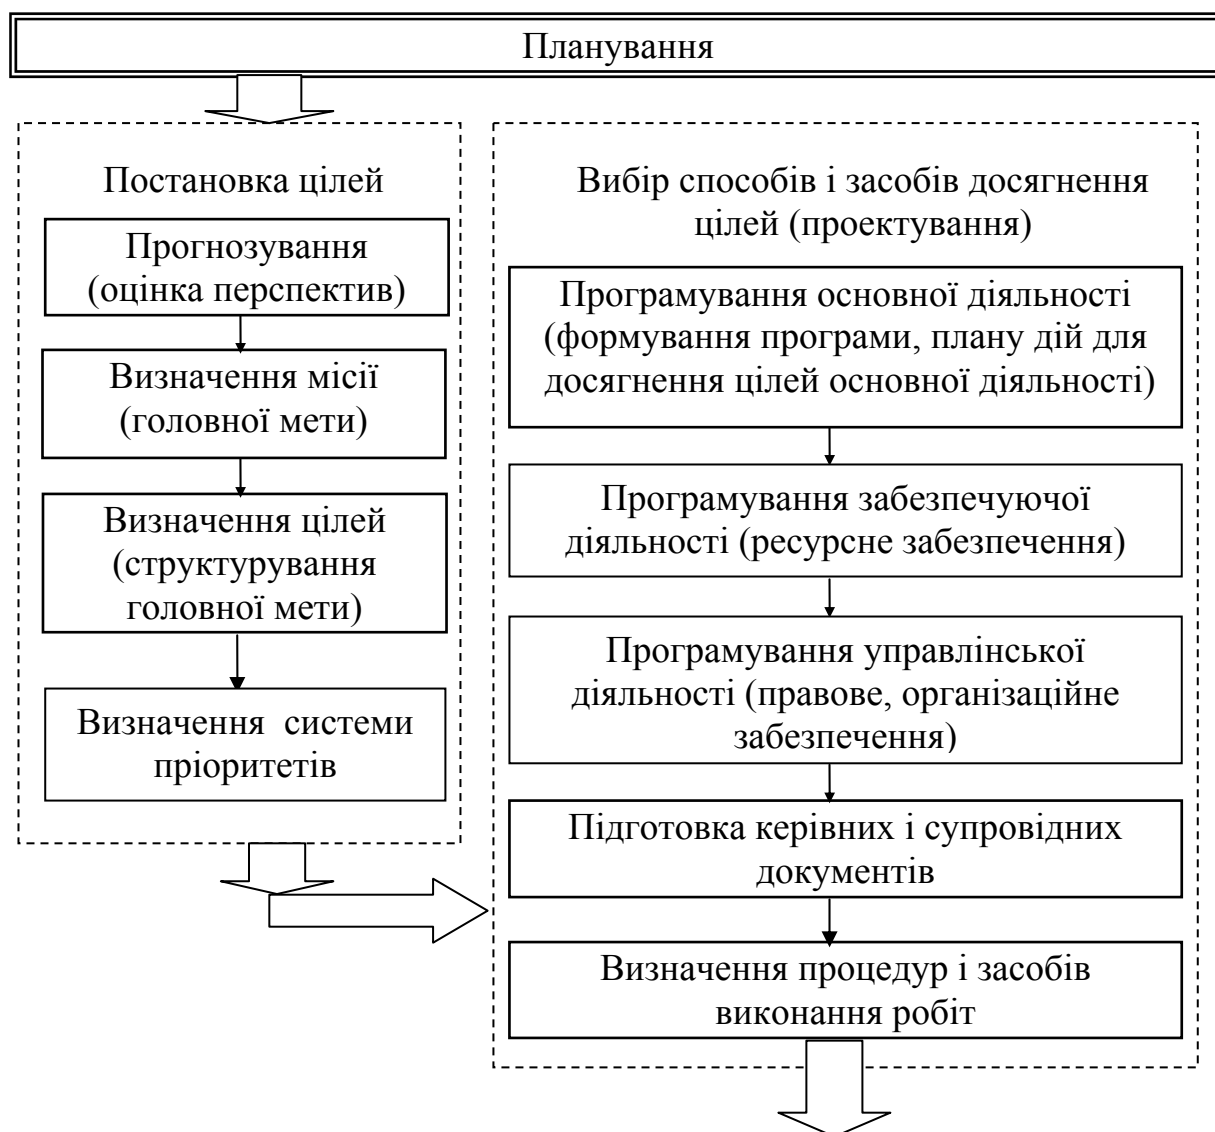 Планування
Постановка цілей
Прогнозування
(оцінка перспектив)
Визначення місії
(головної мети)
Визначення цілей
(структурування
головної мети)
Визначення системи
пріоритетів
Вибір способів і засобів досягнення
цілей (проектування)
Програмування основної діяльності
(формування програми, плану дій для
досягнення цілей основної діяльності)
Програмування забезпечуючої
діяльності (ресурсне забезпечення)
Програмування управлінської
діяльності (правове, організаційне
забезпечення)
Підготовка керівних і супровідних
документів
Визначення процедур і засобів
виконання робіт